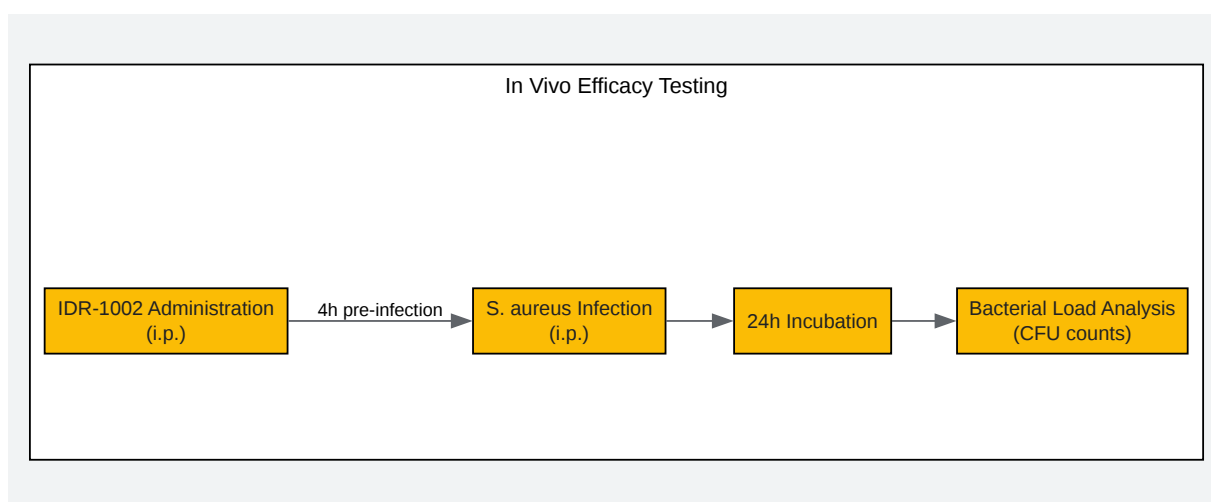 In Vivo Efficacy Testing
IDR-1002 Administration
(i.p.)
4h pre-infection
S. aureus Infection
(i.p.)
24h Incubation
Bacterial Load Analysis
(CFU counts)